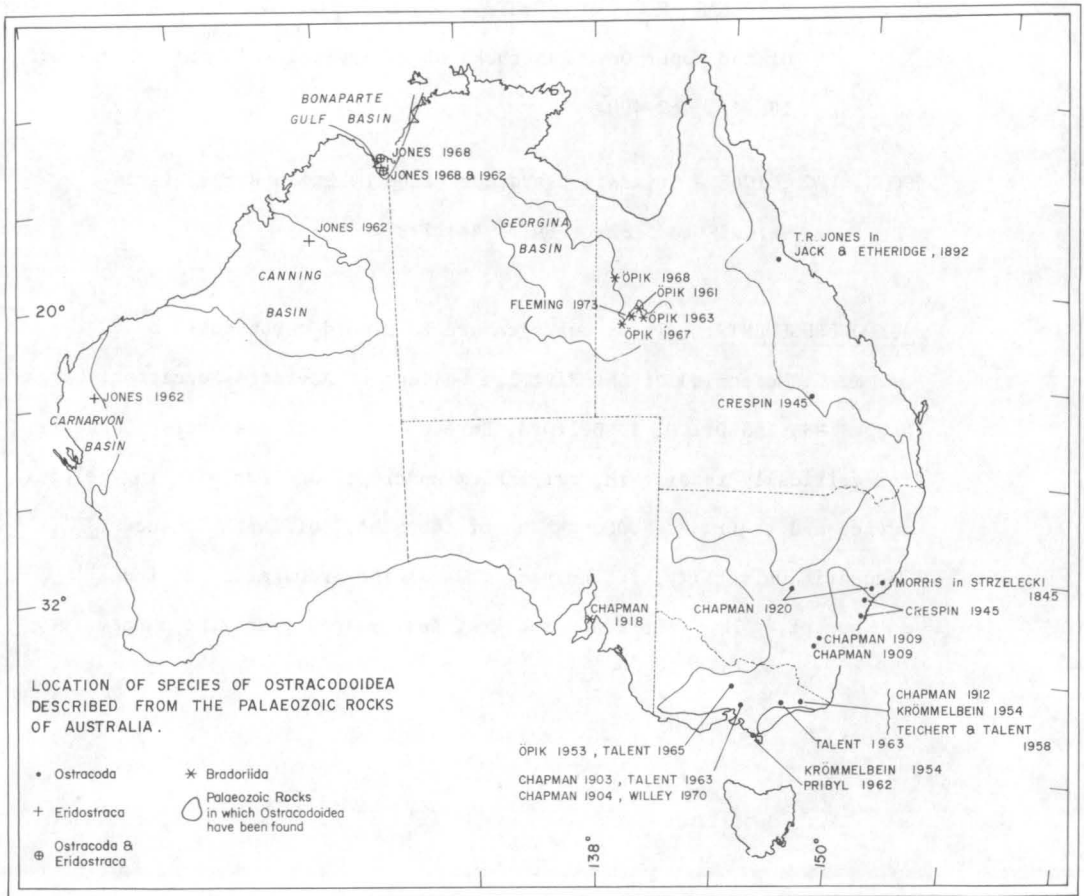 BONAPARTE
GULF BASIN
JONES 1968
JONES 1968 & 1962
JONES 1962
CANNING
BASIN
GEORGINA
BASIN
T.R. JONES in
JACK & ETHERIDGE, 1892
ÖPIK 1968
ÖPIK 1961
FLEMING 1973
ÖPIK 1963
ÖPIK 1967
20°
JONES 1962
CARNARVON
BASIN
CRESPIN 1945
32°
CHAPMAN
1918
CHAPMAN 1920
MORRIS in STRZELECKI
1845
CRESPIN 1945
CHAPMAN 1909
CHAPMAN 1909
LOCATION OF SPECIES OF OSTRACODOIDEA
DESCRIBED FROM THE PALAEOZOIC ROCKS
OF AUSTRALIA.
CHAPMAN 1912
KRÖMMELBEIN 1954
TEICHERT & TALENT
1958
ÖPIK 1953, TALENT 1965
TALENT 1963
CHAPMAN 1903, TALENT 1963
CHAPMAN 1904, WILLEY 1970
KRÖMMELBEIN 1954
PRIBYL 1962
Ostracoda
Bradoriida
Eridostraca
Palaeozoic Rocks
in which Ostracodoidea
have been found
Ostracoda &
Eridostraca
138°
150°